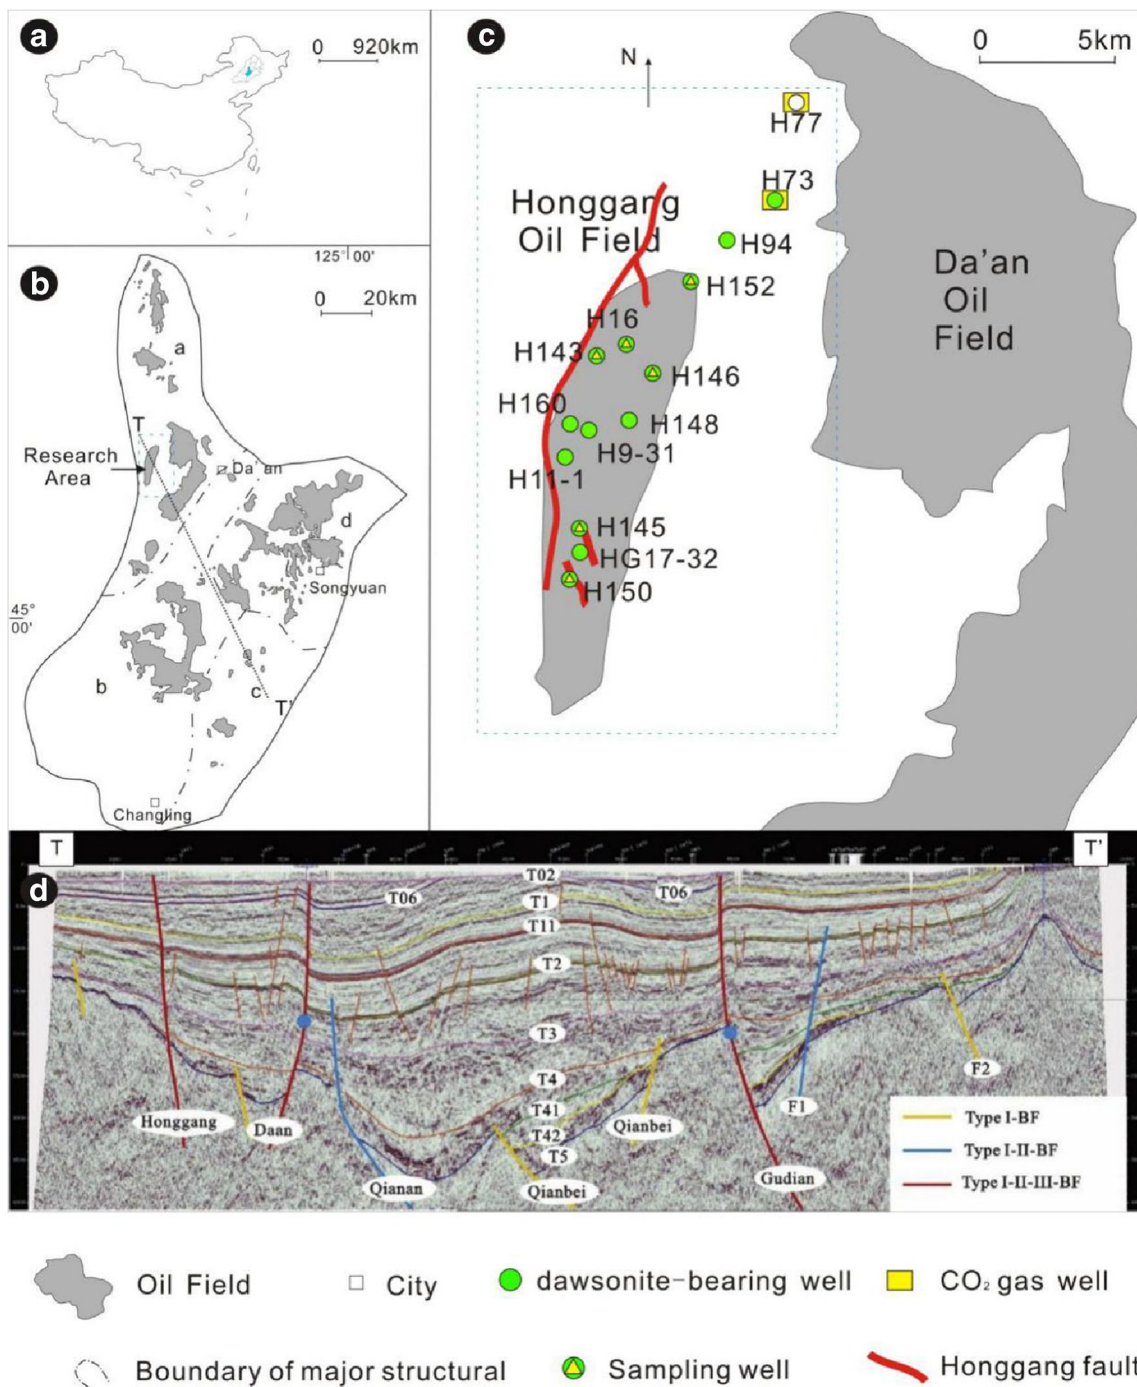 a
0 920km
b
125° 00'
0 20km
a
T
Research
Area
Da'an
d
Songyuan
45°
00'
b
c
T'
Changling
c
0 5km
N
H77
H73
Honggang
Oil Field
H94
H152
Da'an
Oil
Field
H16
H143
H146
H160
H148
H9-31
H11-1
H145
HG17-32
H150
T
T'
d
T02
T06
T06
T1
T11
T2
T3
T4
T41
T42
T5
Honggang
Daan
Qianan
Qianbei
Qianbei
Gudian
F1
F2
Type I-BF
Type I-II-BF
Type I-II-III-BF
Oil Field
City
dawsonite-bearing well
CO₂ gas well
Boundary of major structural
Sampling well
Honggang fault